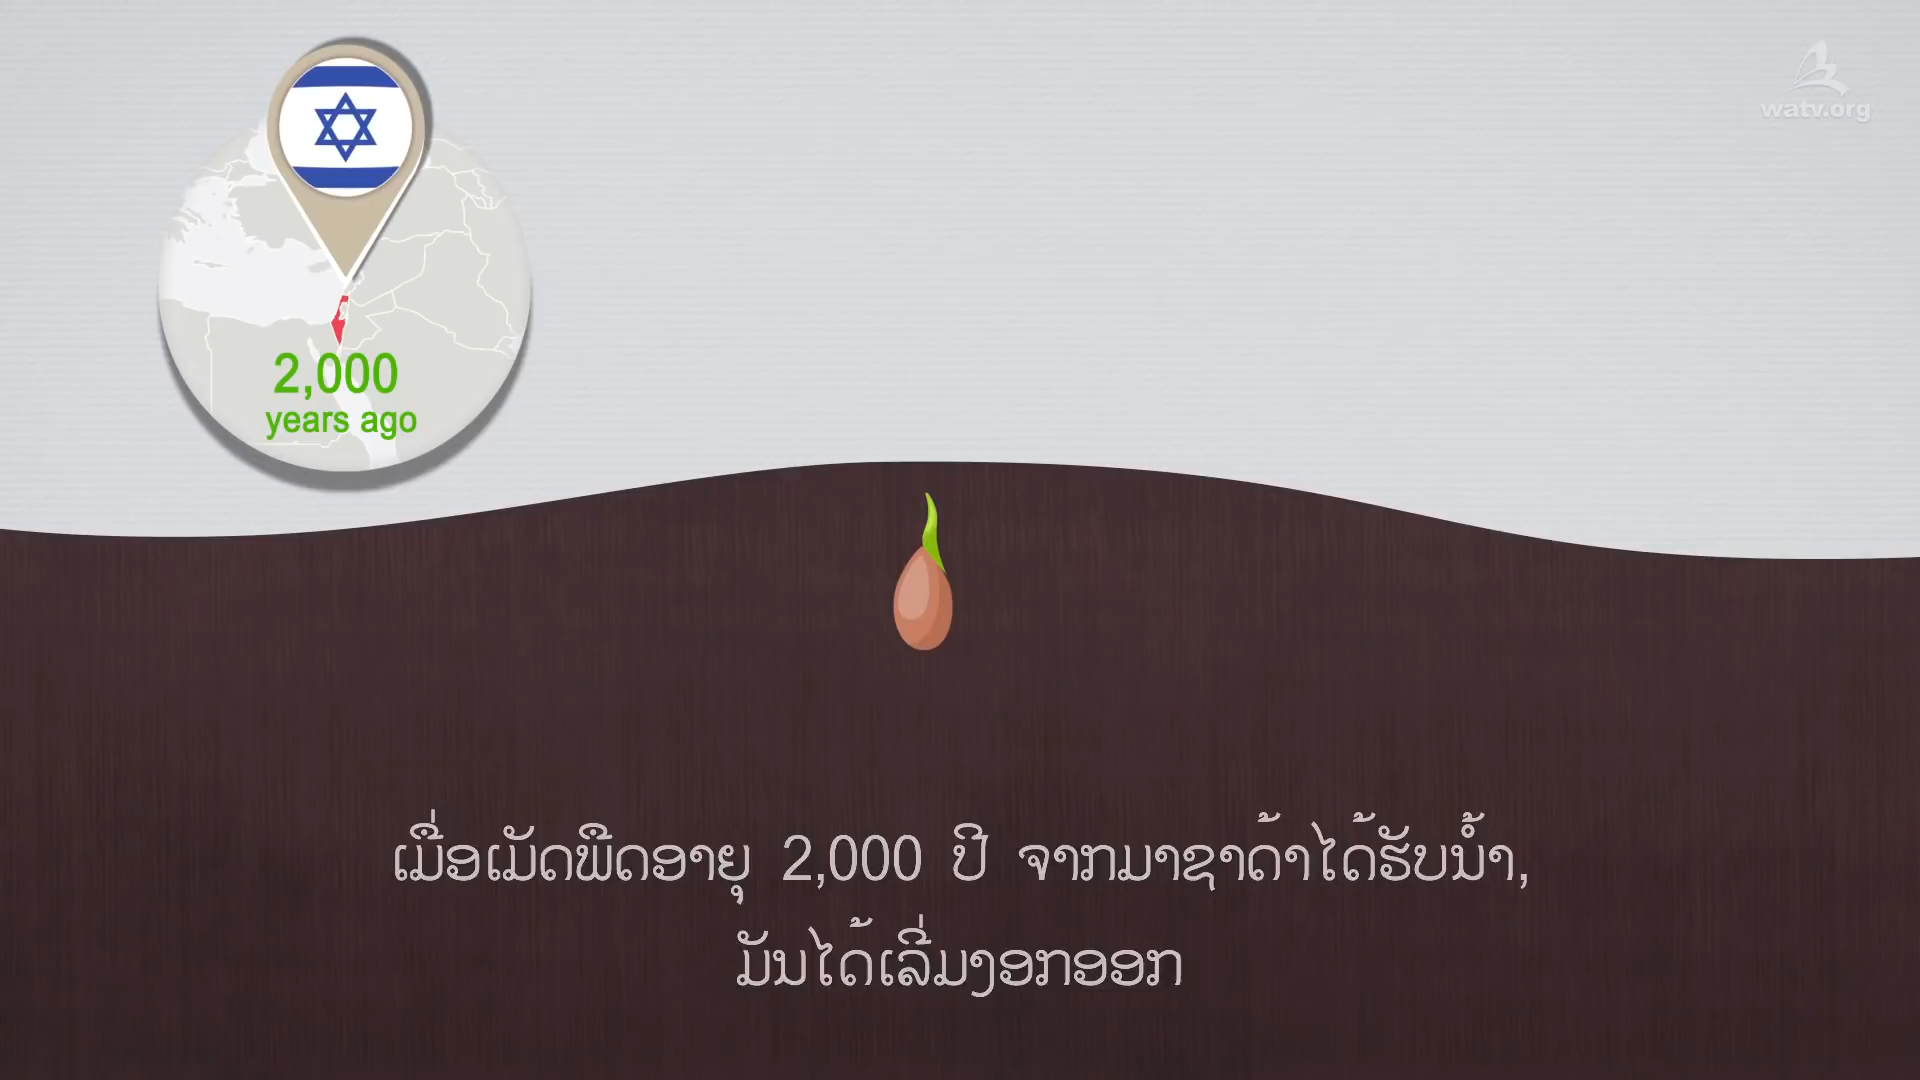 watv.org
2,000
years ago
ເມື່ອເມັດພືດອາຍຸ 2,000 ປີ ຈາກມາຊາດ້າໄດ້ຮັບນ້ຳ,
ມັນໄດ້ເລີ່ມງອກອອກ